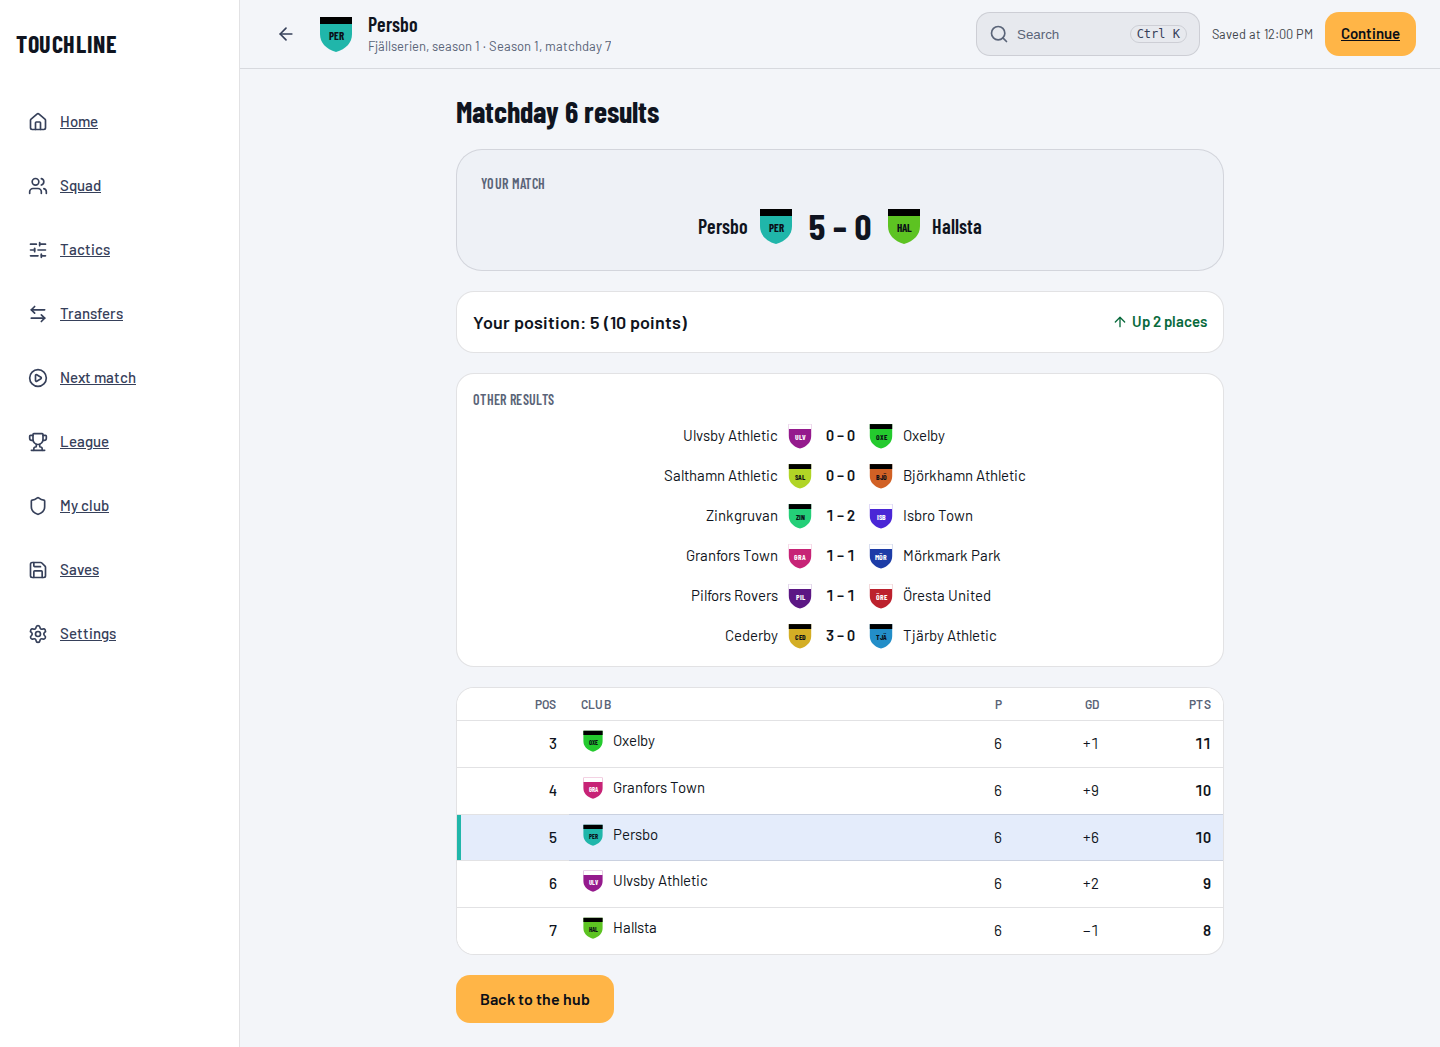 TOUCHLINE
Home
Squad
Tactics
Transfers
Next match
League
My club
Saves
Settings
PER
Persbo
Fjällserien, season 1 · Season 1, matchday 7
Search
Ctrl K
Saved at 12:00 PM
Continue
Matchday 6 results
YOUR MATCH
Persbo PER 5 – 0 HAL Hallsta
Your position: 5 (10 points)
Up 2 places
OTHER RESULTS
Ulvsby Athletic ULV 0 – 0 OXE Oxelby
Salthamn Athletic SAL 0 – 0 BJÖ Björkhamn Athletic
Zinkgruvan ZIN 1 – 2 ISB Isbro Town
Granfors Town GRA 1 – 1 MÖR Mörkmark Park
Pilfors Rovers PIL 1 – 1 ÖRE Öresta United
Cederby CED 3 – 0 TJÄ Tjärby Athletic
POS CLUB P GD PTS
3 OXE Oxelby 6 +1 11
4 GRA Granfors Town 6 +9 10
5 PER Persbo 6 +6 10
6 ULV Ulvsby Athletic 6 +2 9
7 HAL Hallsta 6 −1 8
Back to the hub